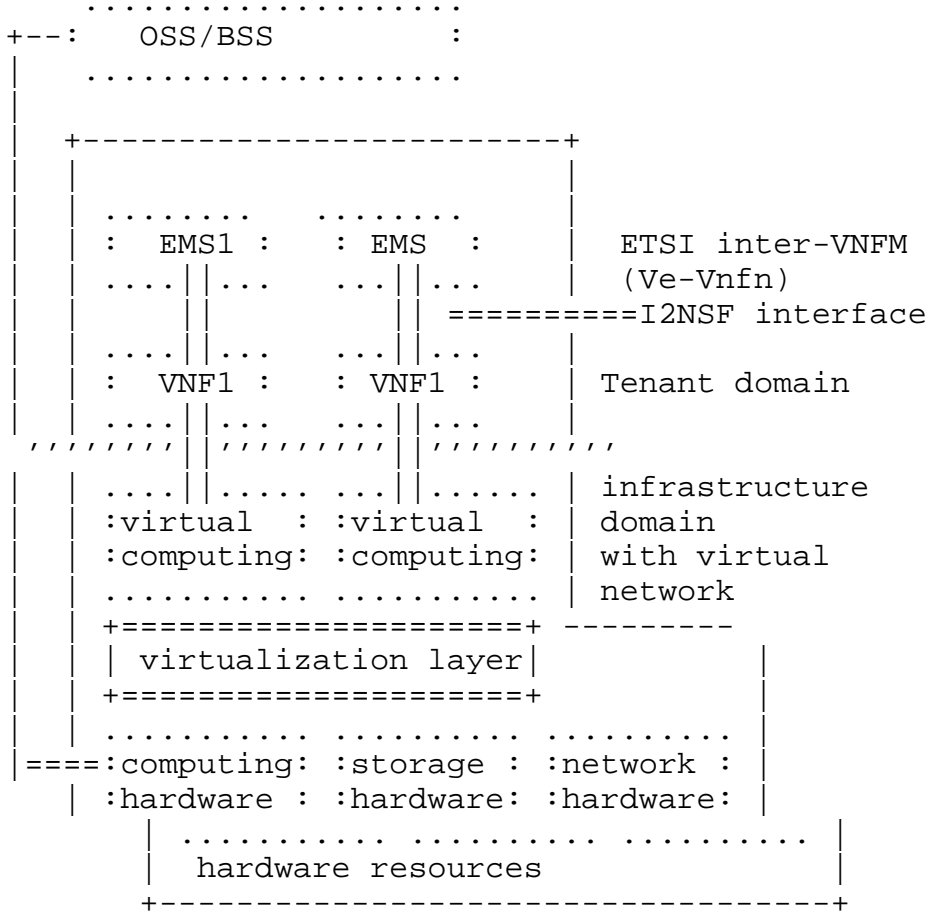 OSS/BSS
EMS1 EMS ETSI inter-VNFM
(Ve-Vnfn)
I2NSF interface
VNF1 VNF1 Tenant domain
infrastructure
virtual virtual domain
computing computing with virtual
network
virtualization layer
computing storage network
hardware hardware hardware
hardware resources